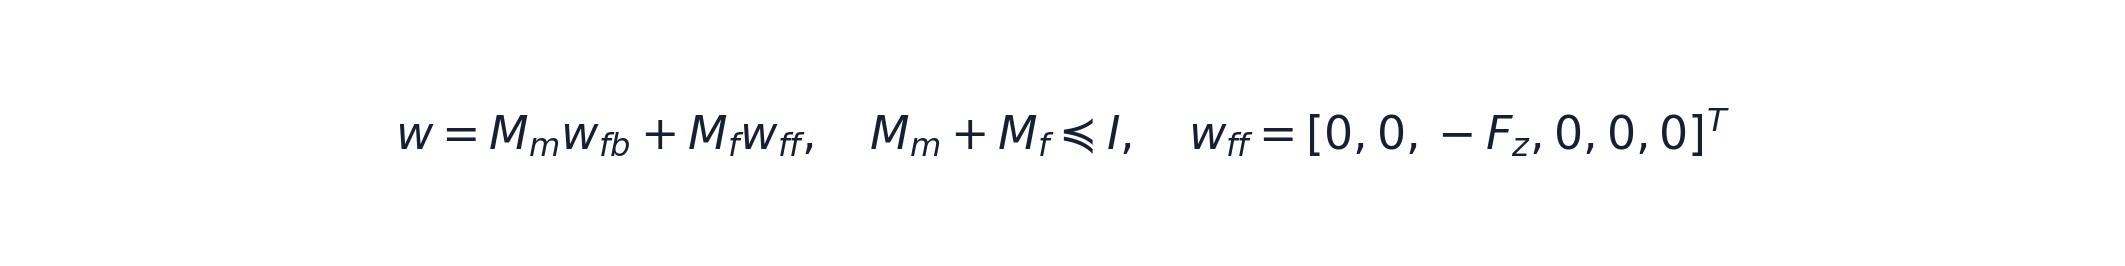 w = M_m w_{fb} + M_f w_{ff},   M_m + M_f ≼ I,   w_{ff} = [0, 0, −F_z, 0, 0, 0]^T